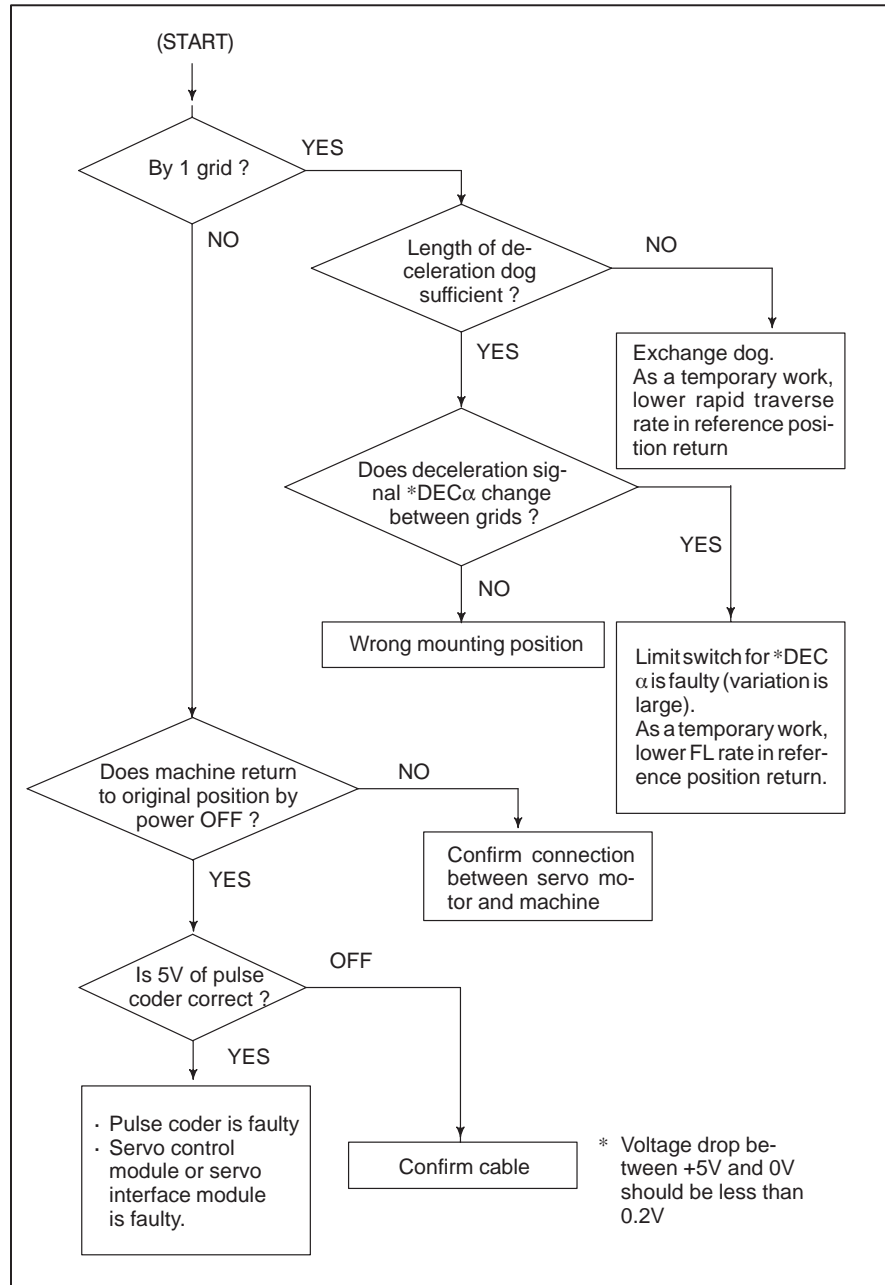 (START)
By 1 grid ?
YES
NO
Length of de-
celeration dog
sufficient ?
NO
YES
Exchange dog.
As a temporary work,
lower rapid traverse
rate in reference posi-
tion return
Does deceleration sig-
nal *DECα change
between grids ?
YES
NO
Wrong mounting position
Limit switch for *DEC
α is faulty (variation is
large).
As a temporary work,
lower FL rate in refer-
ence position return.
Does machine return
to original position by
power OFF ?
NO
YES
Confirm connection
between servo mo-
tor and machine
Is 5V of pulse
coder correct ?
OFF
YES
· Pulse coder is faulty
· Servo control
module or servo
interface module
is faulty.
Confirm cable
* Voltage drop be-
tween +5V and 0V
should be less than
0.2V